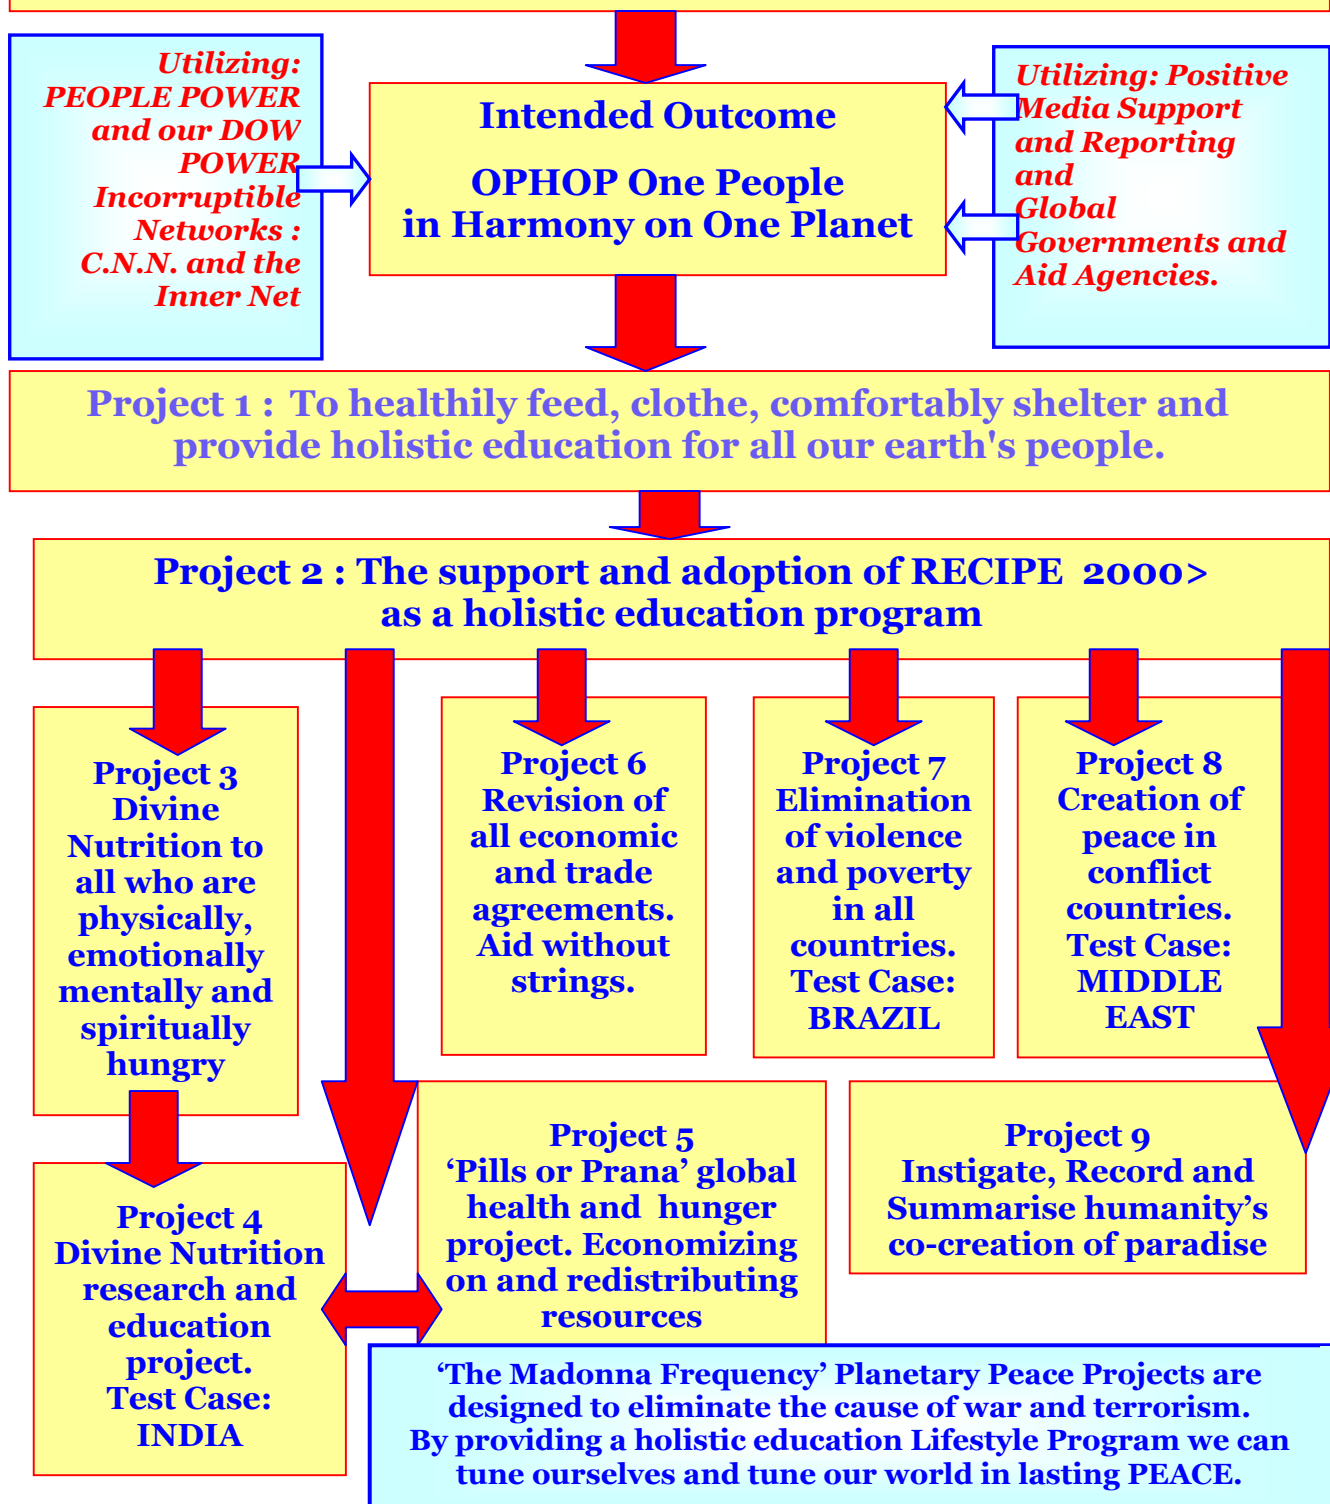 Utilizing:
PEOPLE POWER
and our DOW
POWER
Incorruptible
Networks :
C.N.N. and the
Inner Net
Intended Outcome
OPHOP One People
in Harmony on One Planet
Utilizing: Positive
Media Support
and Reporting
and
Global
Governments and
Aid Agencies.
Project 1 : To healthily feed, clothe, comfortably shelter and
provide holistic education for all our earth's people.
Project 2 : The support and adoption of RECIPE 2000>
as a holistic education program
Project 3
Divine
Nutrition to
all who are
physically,
emotionally
mentally and
spiritually
hungry
Project 6
Revision of
all economic
and trade
agreements.
Aid without
strings.
Project 7
Elimination
of violence
and poverty
in all
countries.
Test Case:
BRAZIL
Project 8
Creation of
peace in
conflict
countries.
Test Case:
MIDDLE
EAST
Project 4
Divine Nutrition
research and
education
project.
Test Case:
INDIA
Project 5
‘Pills or Prana’ global
health and hunger
project. Economizing
on and redistributing
resources
Project 9
Instigate, Record and
Summarise humanity’s
co-creation of paradise
‘The Madonna Frequency’ Planetary Peace Projects are
designed to eliminate the cause of war and terrorism.
By providing a holistic education Lifestyle Program we can
tune ourselves and tune our world in lasting PEACE.